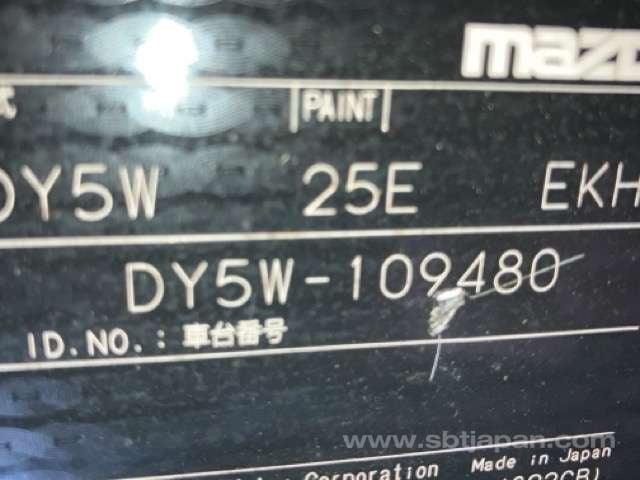 mazd
式 PAINT
DY5W 25E EKH
DY5W-109480
ID.NO.: 車台番号
www.sbtjapan.com
Corporation Made in Japan